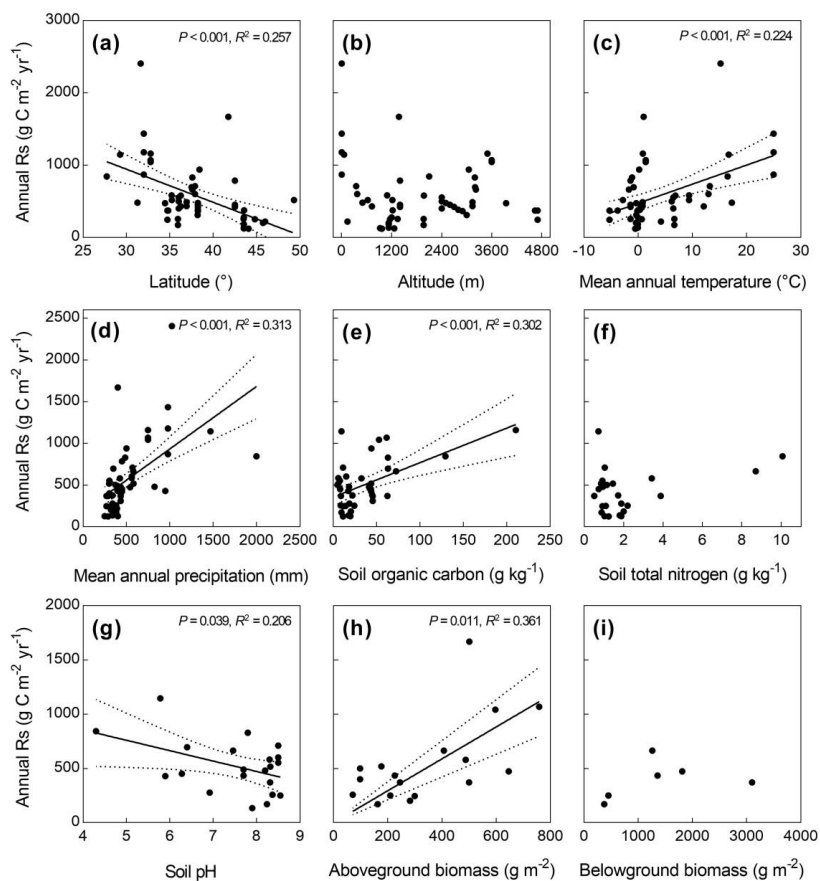 (a) P < 0.001, R² = 0.257
Annual Rs (g C m⁻² yr⁻¹)
3000
2000
1000
0
25 30 35 40 45 50
Latitude (°)
(b)
0 1200 2400 3600 4800
Altitude (m)
(c) P < 0.001, R² = 0.224
-10 0 10 20 30
Mean annual temperature (°C)
(d) P < 0.001, R² = 0.313
Annual Rs (g C m⁻² yr⁻¹)
2500
2000
1500
1000
500
0
0 500 1000 1500 2000 2500
Mean annual precipitation (mm)
(e) P < 0.001, R² = 0.302
0 50 100 150 200 250
Soil organic carbon (g kg⁻¹)
(f)
0 2 4 6 8 10
Soil total nitrogen (g kg⁻¹)
(g) P = 0.039, R² = 0.206
Annual Rs (g C m⁻² yr⁻¹)
2000
1500
1000
500
0
4 5 6 7 8 9
Soil pH
(h) P = 0.011, R² = 0.361
0 200 400 600 800
Aboveground biomass (g m⁻²)
(i)
0 1000 2000 3000 4000
Belowground biomass (g m⁻²)